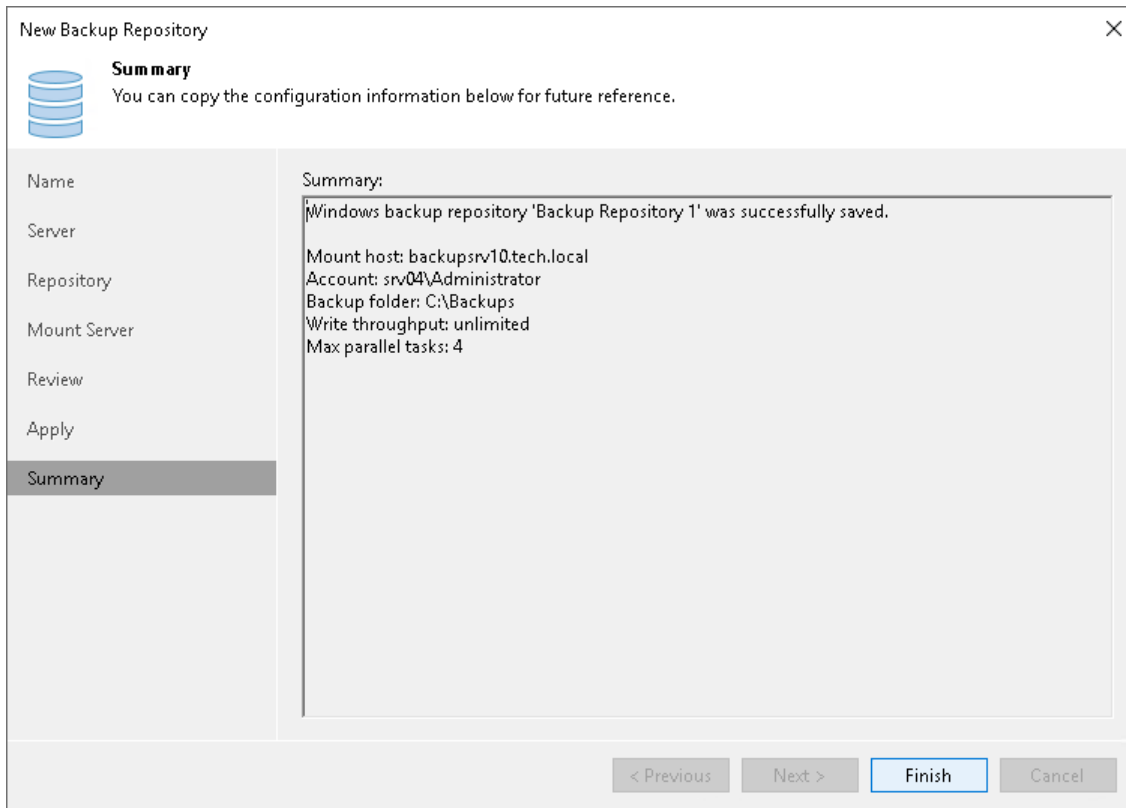 New Backup Repository
Summary
You can copy the configuration information below for future reference.
Name
Server
Repository
Mount Server
Review
Apply
Summary
Summary:
Windows backup repository 'Backup Repository 1' was successfully saved.
Mount host: backupsrv10.tech.local
Account: srv04\Administrator
Backup folder: C:\Backups
Write throughput: unlimited
Max parallel tasks: 4
< Previous
Next >
Finish
Cancel